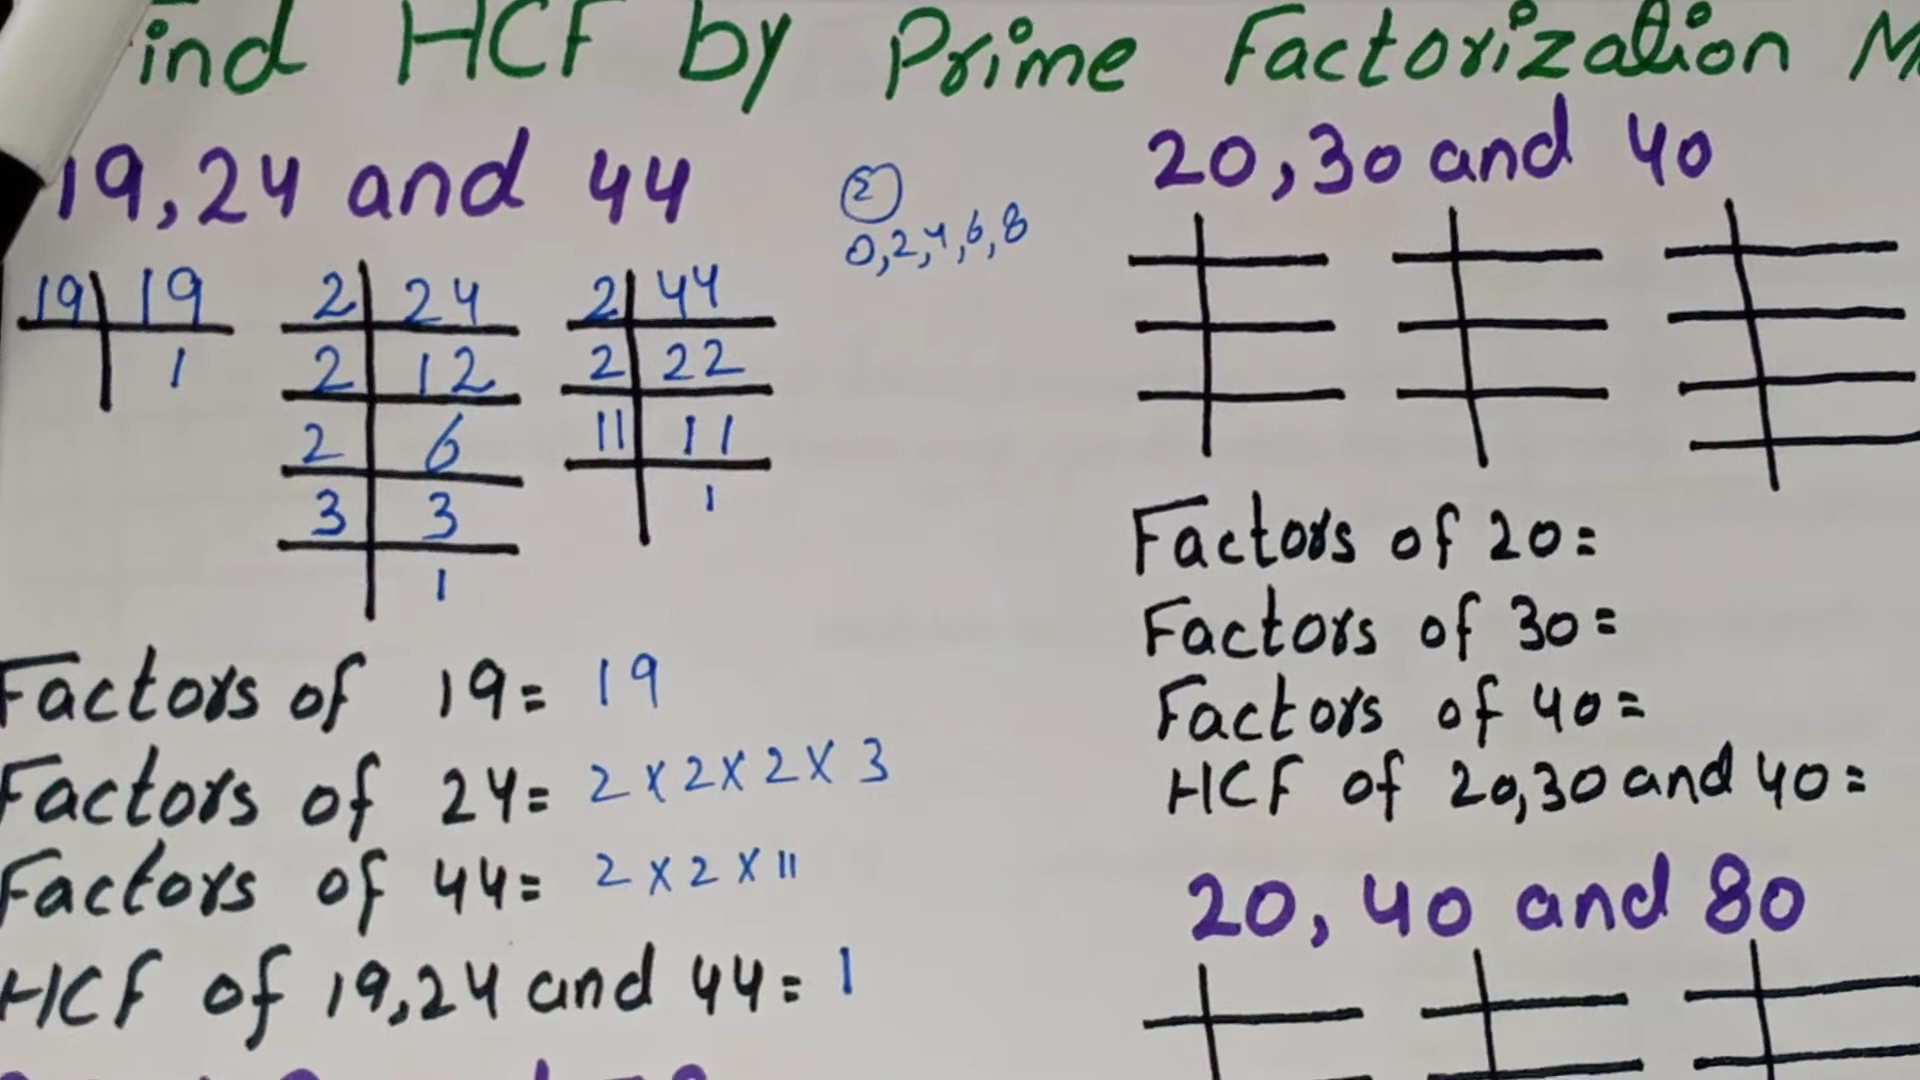 ind HCF by Prime Factorization M
19,24 and 44
2
0,2,4,6,8
19 19
1
2 24
2 12
2 6
3 3
1
2 44
2 22
11 11
1
Factors of 19= 19
Factors of 24= 2 x 2 x 2 x 3
Factors of 44= 2 x 2 x 11
HCF of 19,24 and 44= 1
20,30 and 40
Factors of 20=
Factors of 30=
Factors of 40=
HCF of 20,30 and 40=
20, 40 and 80